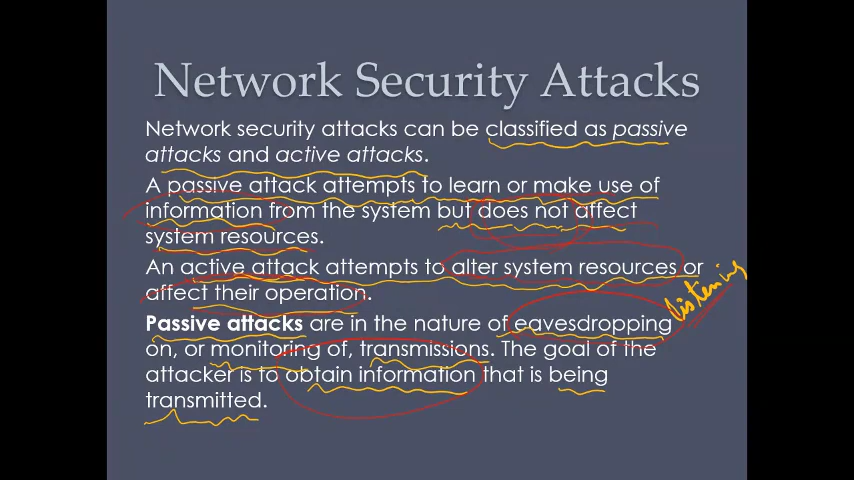 Network Security Attacks
Network security attacks can be classified as passive
attacks and active attacks.
A passive attack attempts to learn or make use of
information from the system but does not affect
system resources.
An active attack attempts to alter system resources or
affect their operation.
Passive attacks are in the nature of eavesdropping
listening
on, or monitoring of, transmissions. The goal of the
attacker is to obtain information that is being
transmitted.